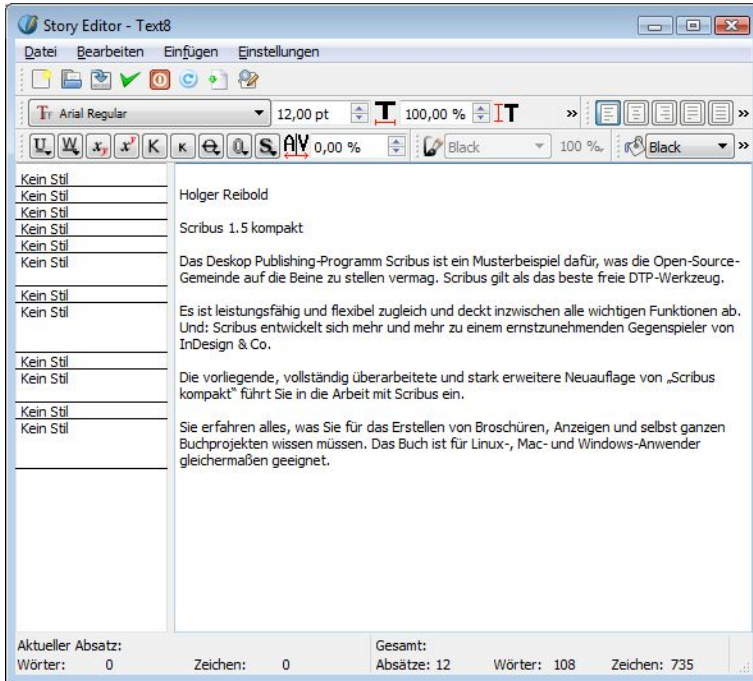 Story Editor - Text8
Datei Bearbeiten Einfügen Einstellungen
Arial Regular 12,00 pt 100,00 % »  »
U W K K 0,00 % Black 100 % Black »
Kein Stil
Kein Stil
Holger Reibold
Kein Stil
Kein Stil
Scribus 1.5 kompakt
Kein Stil
Kein Stil
Das Deskop Publishing-Programm Scribus ist ein Musterbeispiel dafür, was die Open-Source-
Gemeinde auf die Beine zu stellen vermag. Scribus gilt als das beste freie DTP-Werkzeug.
Kein Stil
Kein Stil
Es ist leistungsfähig und flexibel zugleich und deckt inzwischen alle wichtigen Funktionen ab.
Und: Scribus entwickelt sich mehr und mehr zu einem ernstzunehmenden Gegenspieler von
InDesign & Co.
Kein Stil
Kein Stil
Die vorliegende, vollständig überarbeitete und stark erweitere Neuauflage von „Scribus
kompakt“ führt Sie in die Arbeit mit Scribus ein.
Kein Stil
Kein Stil
Sie erfahren alles, was Sie für das Erstellen von Broschüren, Anzeigen und selbst ganzen
Buchprojekten wissen müssen. Das Buch ist für Linux-, Mac- und Windows-Anwender
gleichermaßen geeignet.
Aktueller Absatz: Gesamt:
Wörter: 0 Zeichen: 0 Absätze: 12 Wörter: 108 Zeichen: 735